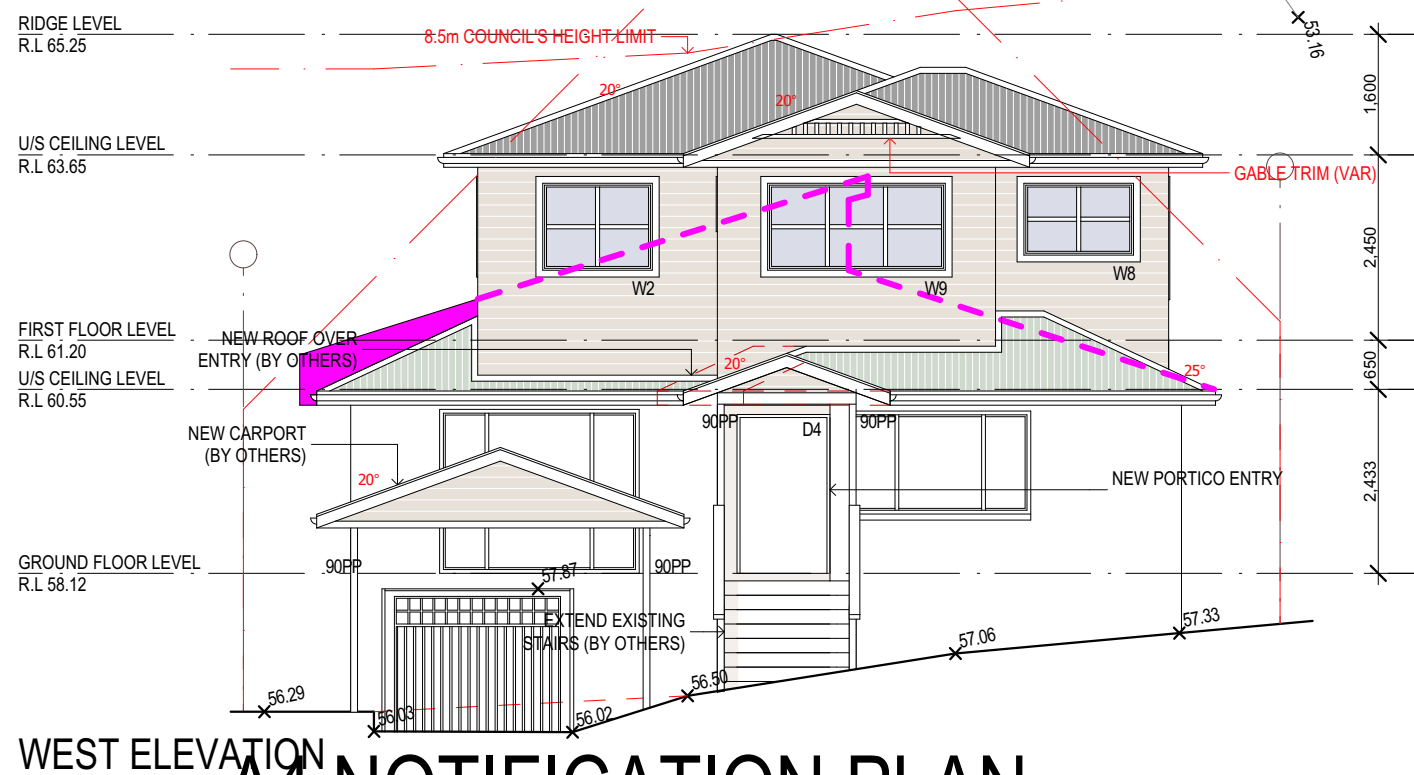 RIDGE LEVEL
R.L 65.25
8.5m COUNCIL'S HEIGHT LIMIT
53.16
20°
20°
1,600
U/S CEILING LEVEL
R.L 63.65
GABLE TRIM (VAR)
2,450
W2
W9
W8
FIRST FLOOR LEVEL
R.L 61.20
NEW ROOF OVER
ENTRY (BY OTHERS)
20°
25°
650
U/S CEILING LEVEL
R.L 60.55
90PP
D4
90PP
NEW CARPORT
(BY OTHERS)
20°
NEW PORTICO ENTRY
2,433
GROUND FLOOR LEVEL
R.L 58.12
90PP
90PP
57.87
EXTEND EXISTING
STAIRS (BY OTHERS)
57.33
57.06
56.50
56.29
56.03
56.02
WEST ELEVATION
A4 NOTIFICATION PLAN